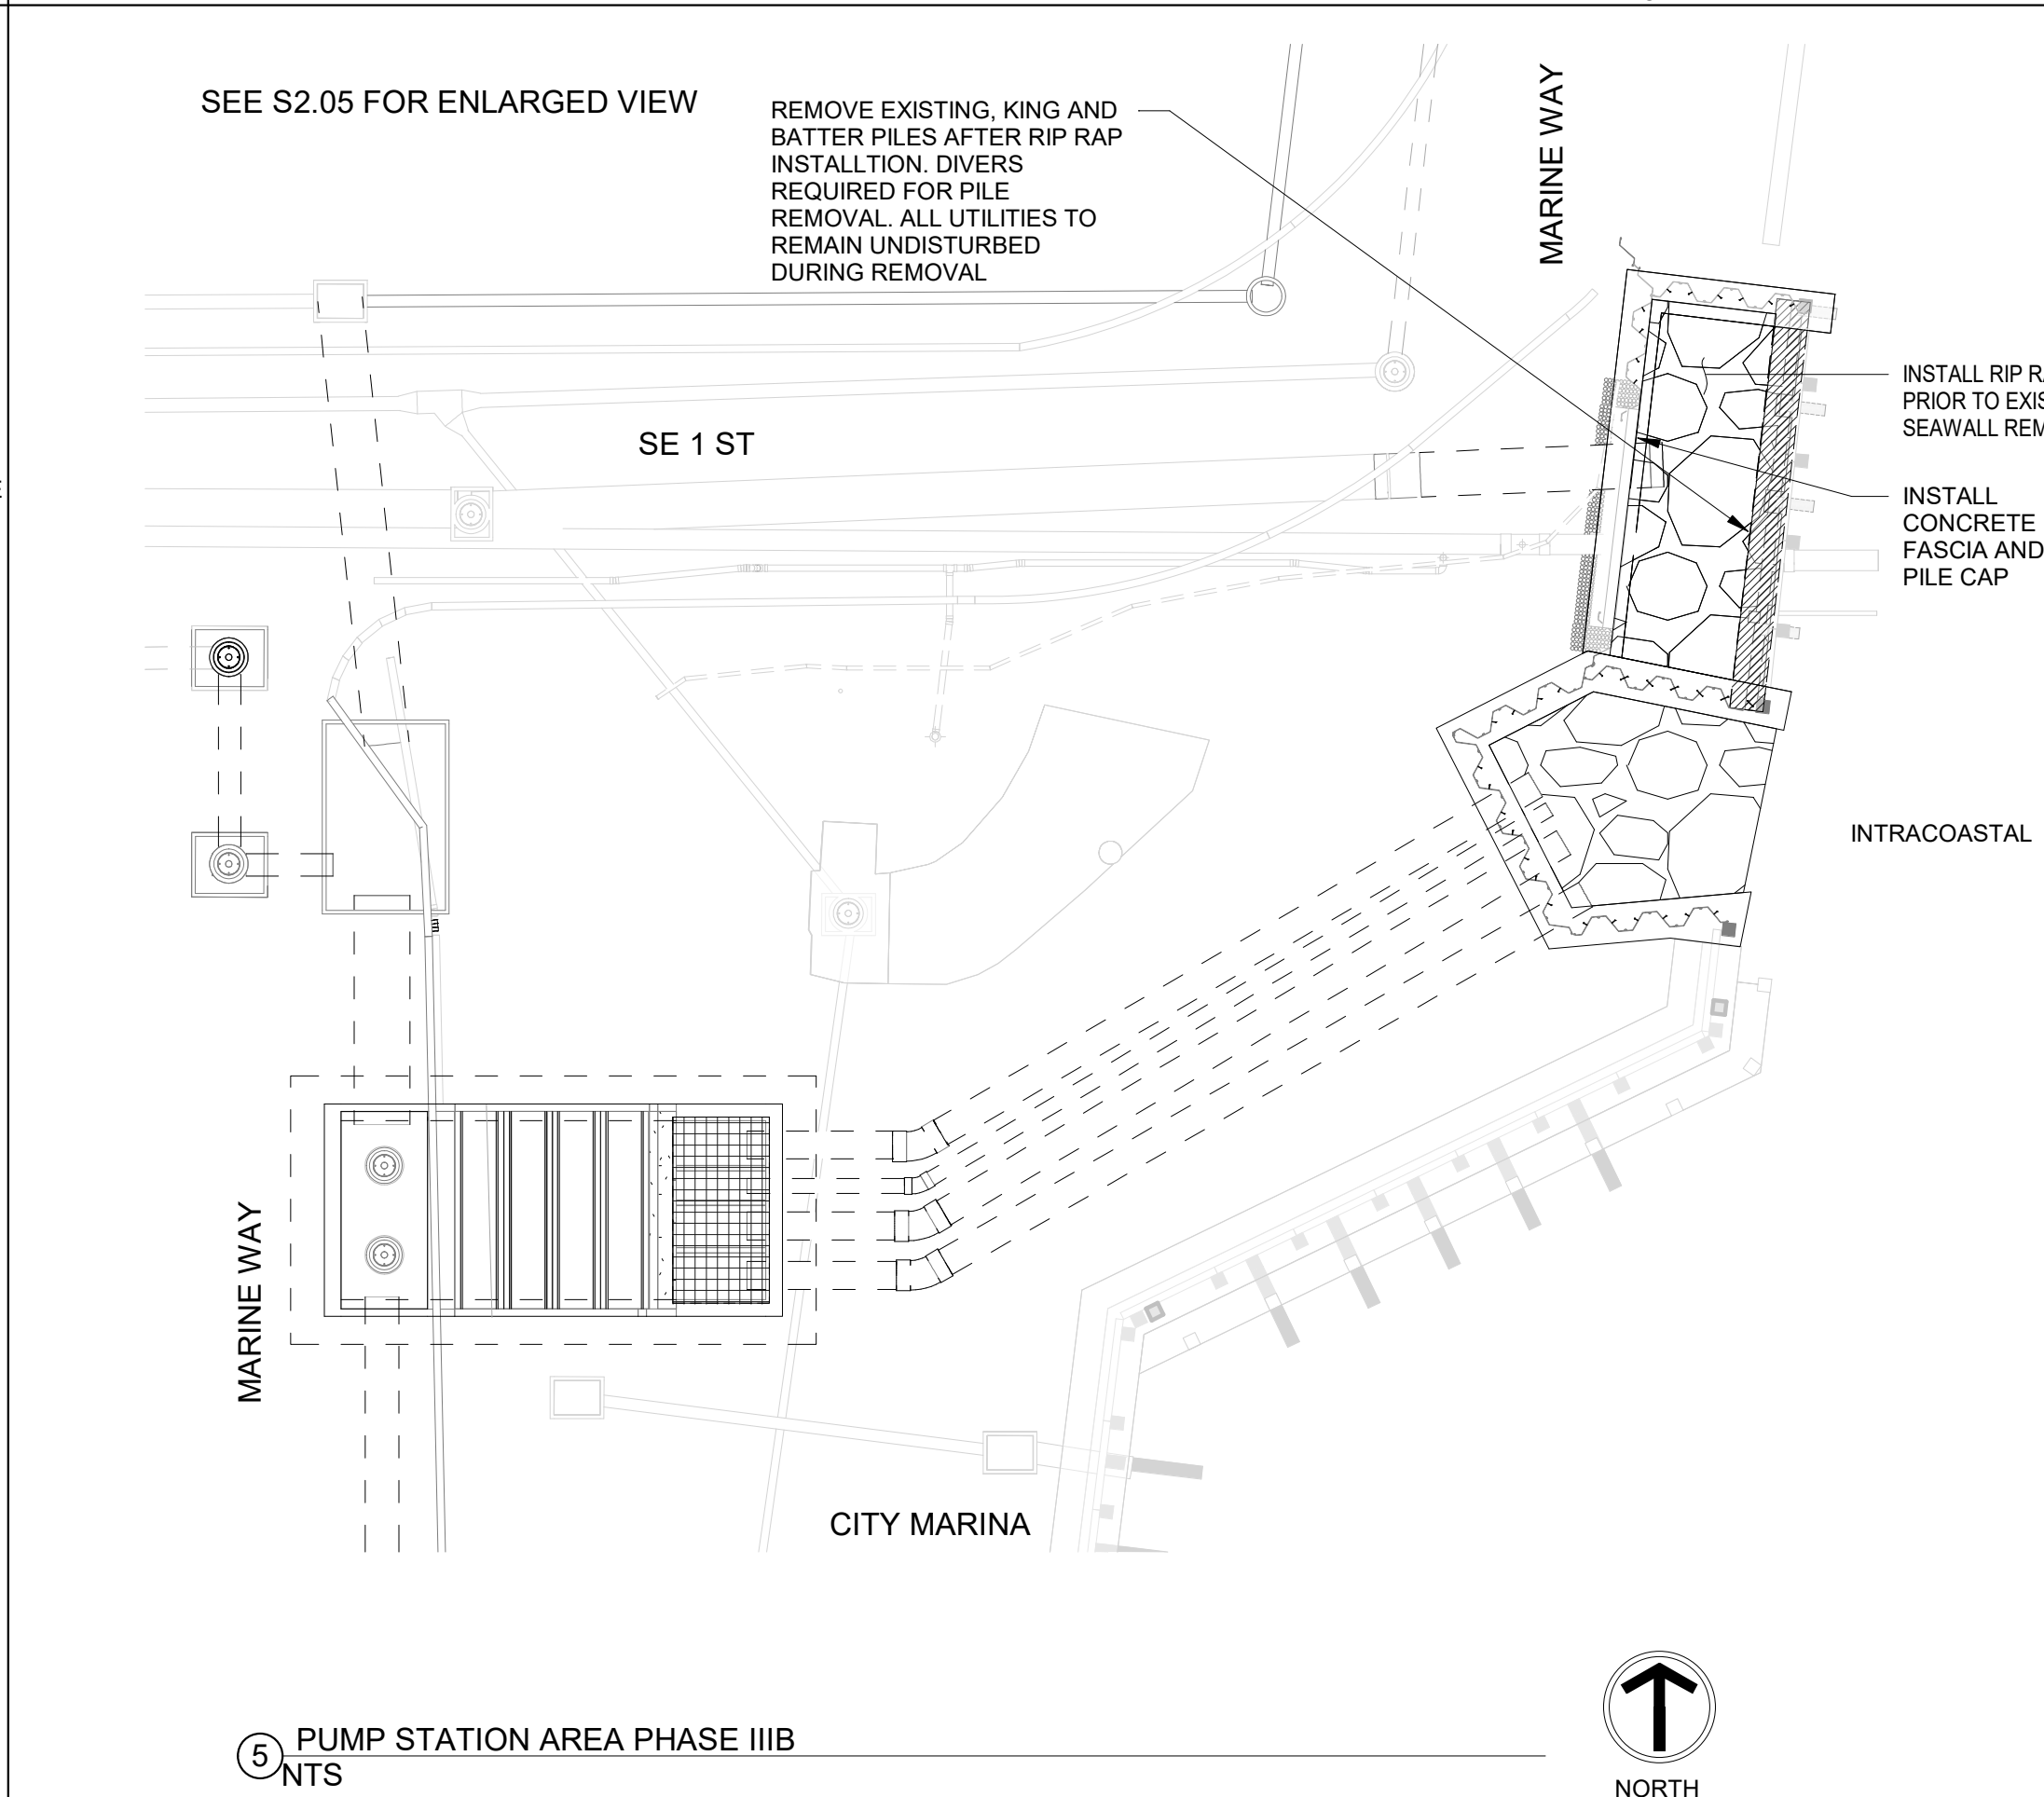 SEE S2.05 FOR ENLARGED VIEW
REMOVE EXISTING, KING AND
BATTER PILES AFTER RIP RAP
INSTALLTION. DIVERS
REQUIRED FOR PILE
REMOVAL. ALL UTILITIES TO
REMAIN UNDISTURBED
DURING REMOVAL
MARINE WAY
INSTALL RIP
PRIOR TO
SEAWALL
SE 1 ST
INSTALL
CONCRETE
FASCIA AND
PILE CAP
INTRACOASTAL
MARINE WAY
CITY MARINA
5 PUMP STATION AREA PHASE IIIB
NTS
NORTH